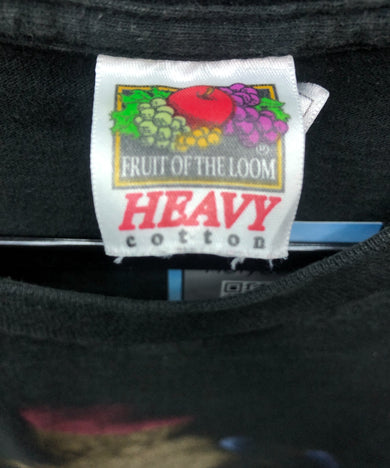 ®
FRUIT OF THE LOOM
HEAVY
cotton